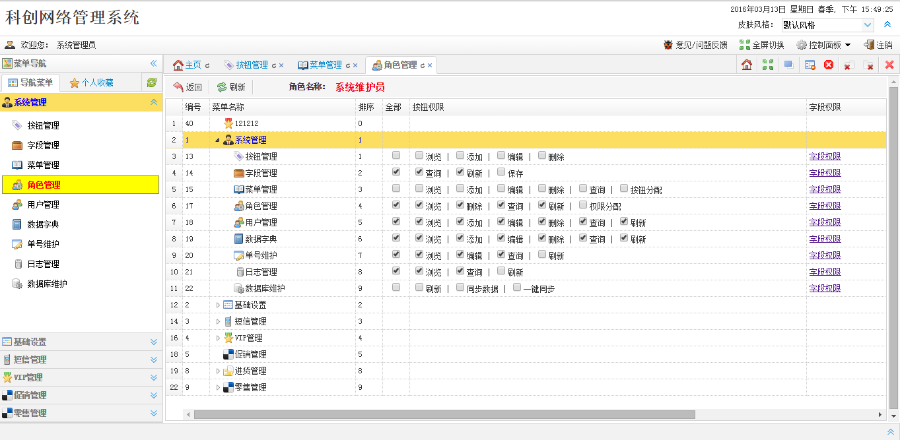 科创网络管理系统
2016年03月13日 星期日 春季, 下午 15:49:25
皮肤风格： 默认风格
欢迎您： 系统管理员
意见/问题反馈 全屏切换 控制面板 注销
菜单导航
主页 按钮管理 菜单管理 角色管理
导航菜单 个人收藏
返回 刷新 角色名称： 系统维护员
系统管理
按钮管理
字段管理
菜单管理
角色管理
用户管理
数据字典
单号维护
日志管理
数据库维护
基础设置
短信管理
VIP管理
促销管理
零售管理
编号 菜单名称 排序 全部 按钮权限 字段权限
1 40 121212 0
2 1 系统管理 1
3 13 按钮管理 1 浏览 | 添加 | 编辑 | 删除 字段权限
4 14 字段管理 2 查询 | 刷新 | 保存 字段权限
5 15 菜单管理 3 浏览 | 添加 | 编辑 | 删除 | 查询 | 按钮分配 字段权限
6 17 角色管理 4 浏览 | 删除 | 查询 | 刷新 | 权限分配 字段权限
7 18 用户管理 5 浏览 | 添加 | 编辑 | 删除 | 查询 | 刷新 字段权限
8 19 数据字典 6 浏览 | 添加 | 编辑 | 删除 | 查询 | 刷新 字段权限
9 20 单号维护 7 浏览 | 编辑 | 查询 | 刷新 字段权限
10 21 日志管理 8 浏览 | 查询 | 刷新 字段权限
11 22 数据库维护 9 刷新 | 同步数据 | 一键同步 字段权限
12 2 基础设置 2
14 3 短信管理 3
16 4 VIP管理 4
18 5 促销管理 5
19 8 进货管理 8
22 9 零售管理 9